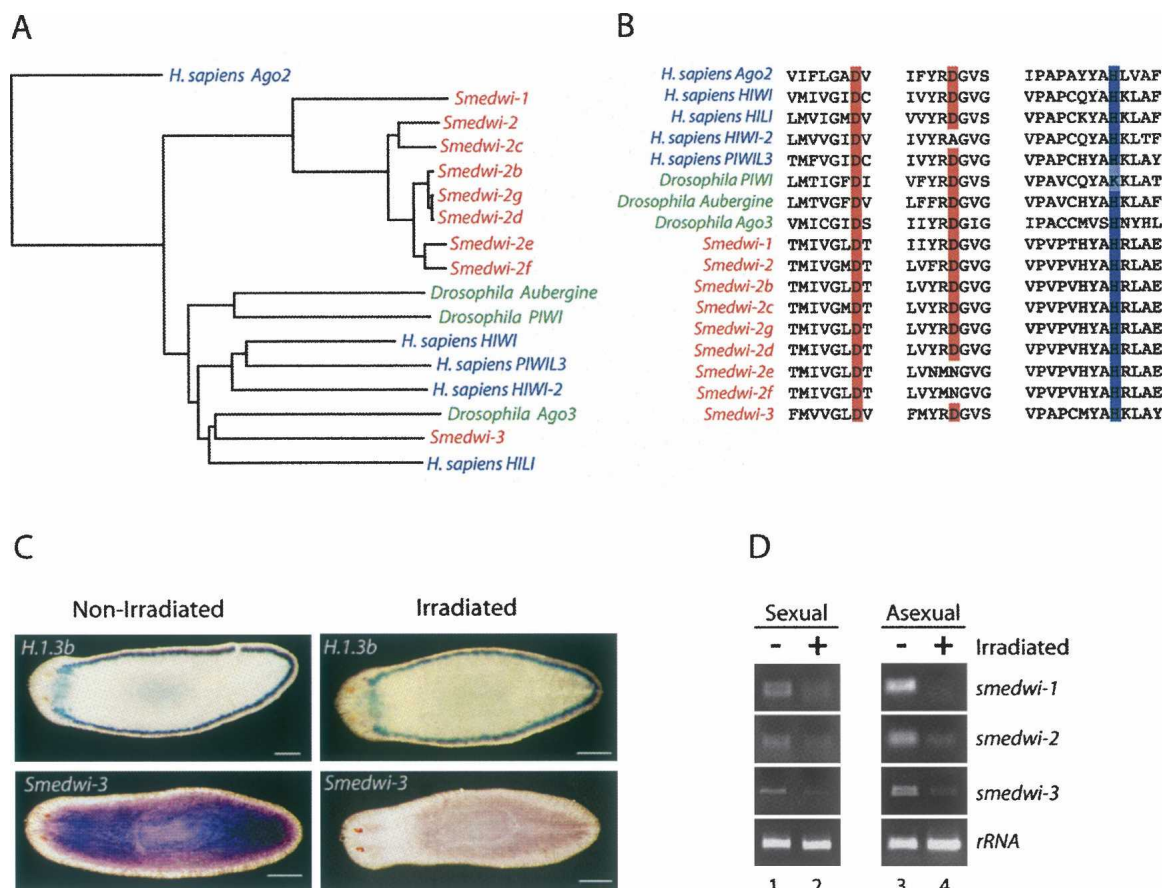 A
H. sapiens Ago2
Smedwi-1
Smedwi-2
Smedwi-2c
Smedwi-2b
Smedwi-2g
Smedwi-2d
Smedwi-2e
Smedwi-2f
Drosophila Aubergine
Drosophila PIWI
H. sapiens HIWI
H. sapiens PIWIL3
H. sapiens HIWI-2
Drosophila Ago3
Smedwi-3
H. sapiens HILI
B
H. sapiens Ago2 VIFLGADV IFYRDGVS IPAPAYYAHLVAF
H. sapiens HIWI VMIVGIDC IVYRDGVG VPAPCQYAHKLAF
H. sapiens HILI LMVIGMDV VVYRDGVG VPAPCKYAHKLAF
H. sapiens HIWI-2 LMVVGIDV IVYRAGVG VPAPCQYAHKLTF
H. sapiens PIWIL3 TMFVGIDC IVYRDGVG VPAPCHYAHKLAY
Drosophila PIWI LMTIGFDI VFYRDGVS VPAVCQYAKKLAT
Drosophila Aubergine LMTVGFDV LFFRDGVS VPAVCHYAHKLAF
Drosophila Ago3 VMICGIDS IIYRDGIG IPACCMVSHNYHL
Smedwi-1 TMIVGLDT IIYRDGVG VPVPTHYAHRLAE
Smedwi-2 TMIVGMDT LVFRDGVG VPVPVHYAHRLAE
Smedwi-2b TMIVGLDT LVYRDGVG VPVPVHYAHRLAE
Smedwi-2c TMIVGMDT LVYRDGVG VPVPVHYAHRLAE
Smedwi-2g TMIVGLDT LVYRDGVG VPVPVHYAHRLAE
Smedwi-2d TMIVGLDT LVYRDGVG VPVPVHYAHRLAE
Smedwi-2e TMIVGLDT LVNMNGVG VPVPVHYAHRLAE
Smedwi-2f TMIVGLDT LVYMNGVG VPVPVHYAHRLAE
Smedwi-3 FMVVGLDV FMYRDGVS VPAPCMYAHKLAY
C
Non-Irradiated Irradiated
H.1.3b H.1.3b
Smedwi-3 Smedwi-3
D
Sexual Asexual
- + - + Irradiated
smedwi-1
smedwi-2
smedwi-3
rRNA
1 2 3 4